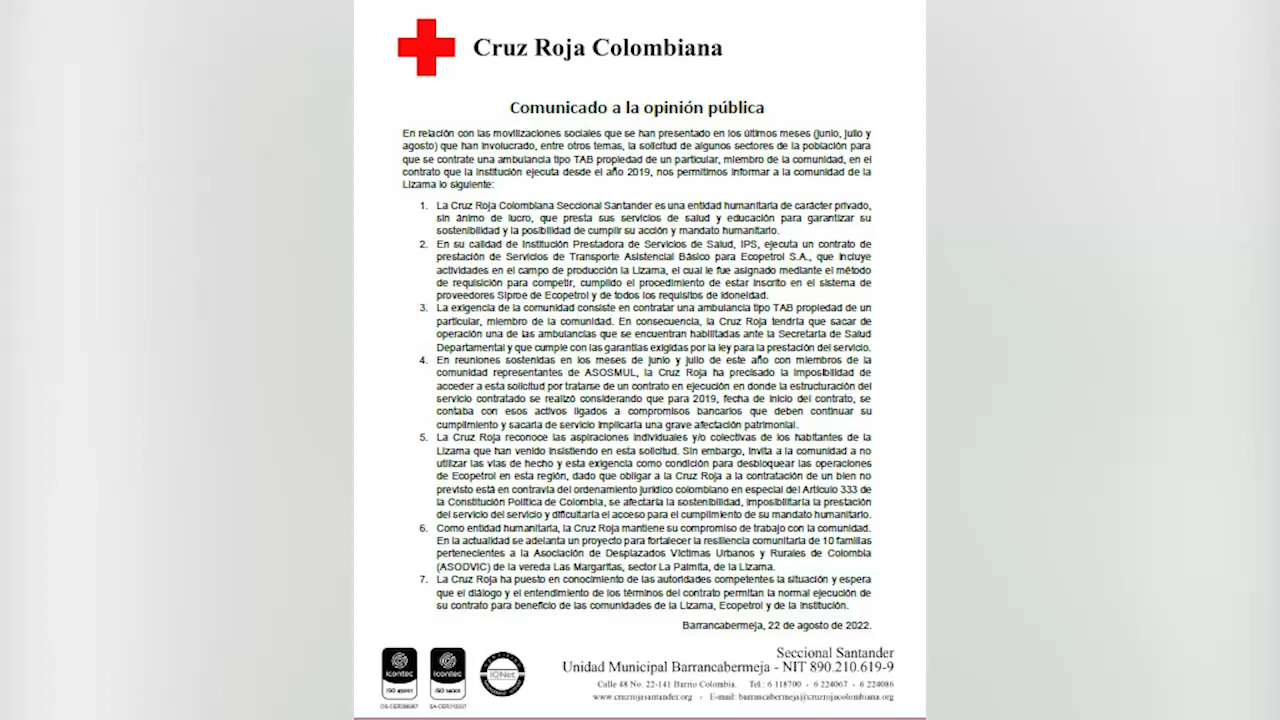 Cruz Roja Colombiana
Comunicado a la opinión pública
En relación con las movilizaciones sociales que se han presentado en los últimos meses (junio, julio y
agosto) que han involucrado, entre otros temas, la solicitud de algunos sectores de la población para
que se contrate una ambulancia tipo TAB propiedad de un particular, miembro de la comunidad, en el
contrato que la institución ejecuta desde el año 2019, nos permitimos informar a la comunidad de la
Lizama lo siguiente:
1. La Cruz Roja Colombiana Seccional Santander es una entidad humanitaria de carácter privado,
sin ánimo de lucro, que presta sus servicios de salud y educación para garantizar su
sostenibilidad y la posibilidad de cumplir su acción y mandato humanitario.
2. En su calidad de Institución Prestadora de Servicios de Salud, IPS, ejecuta un contrato de
prestación de Servicios de Transporte Asistencial Básico para Ecopetrol S.A., que incluye
actividades en el campo de producción la Lizama, el cual le fue asignado mediante el método
de requisición para competir, cumplido el procedimiento de estar inscrito en el sistema de
proveedores Siproe de Ecopetrol y de todos los requisitos de idoneidad.
3. La exigencia de la comunidad consiste en contratar una ambulancia tipo TAB propiedad de un
particular, miembro de la comunidad. En consecuencia, la Cruz Roja tendría que sacar de
operación una de las ambulancias que se encuentran habilitadas ante la Secretaría de Salud
Departamental y que cumple con las garantías exigidas por la ley para la prestación del servicio.
4. En reuniones sostenidas en los meses de junio y julio de este año con miembros de la
comunidad representantes de ASOSMUL, la Cruz Roja ha precisado la imposibilidad de
acceder a esta solicitud por tratarse de un contrato en ejecución en donde la estructuración del
servicio contratado se realizó considerando que para 2019, fecha de inicio del contrato, se
contaba con esos activos ligados a compromisos bancarios que deben continuar su
cumplimiento y sacarla de servicio implicaría una grave afectación patrimonial.
5. La Cruz Roja reconoce las aspiraciones individuales y/o colectivas de los habitantes de la
Lizama que han venido insistiendo en esta solicitud. Sin embargo, invita a la comunidad a no
utilizar las vías de hecho y esta exigencia como condición para desbloquear las operaciones
de Ecopetrol en esta región, dado que obligar a la Cruz Roja a la contratación de un bien no
previsto está en contravía del ordenamiento jurídico colombiano en especial del Artículo 333 de
la Constitución Política de Colombia, se afectaría la sostenibilidad, imposibilitaría la prestación
del servicio del servicio y dificultaría el acceso para el cumplimiento de su mandato humanitario.
6. Como entidad humanitaria, la Cruz Roja mantiene su compromiso de trabajo con la comunidad.
En la actualidad se adelanta un proyecto para fortalecer la resiliencia comunitaria de 10 familias
pertenecientes a la Asociación de Desplazados Víctimas Urbanos y Rurales de Colombia
(ASODVIC) de la vereda Las Margaritas, sector La Palmita, de la Lizama.
7. La Cruz Roja ha puesto en conocimiento de las autoridades competentes la situación y espera
que el diálogo y el entendimiento de los términos del contrato permitan la normal ejecución de
su contrato para beneficio de las comunidades de la Lizama, Ecopetrol y de la Institución.
Barrancabermeja, 22 de agosto de 2022.
Seccional Santander
Unidad Municipal Barrancabermeja - NIT 890.210.619-9
Calle 48 No. 22-141 Barrio Colombia. Tel.: 6 118700 - 6 224067 - 6 224086
www.cruzrojasantander.org - E-mail: barrancabermeja@cruzrojacolombiana.org
icontec icontec IQNet